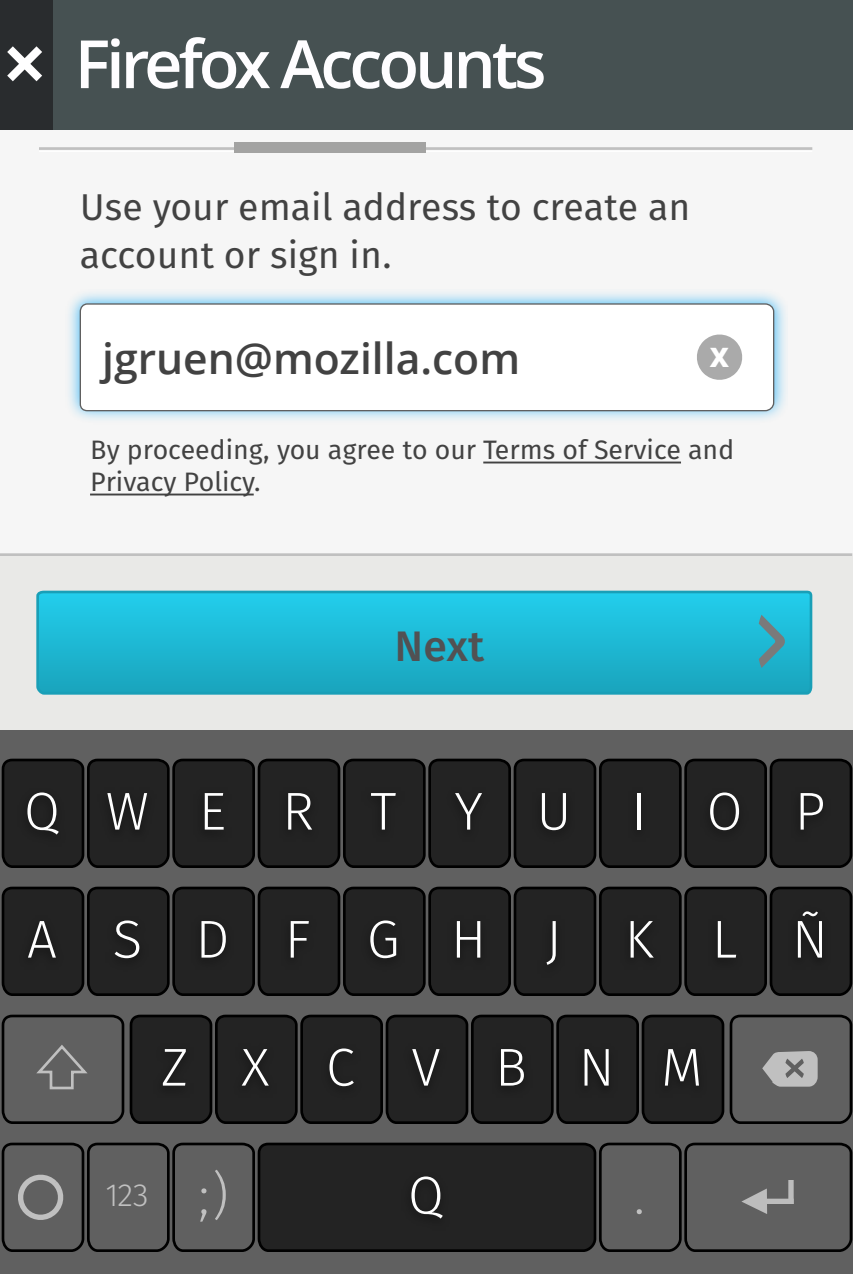 Firefox Accounts
Use your email address to create an
account or sign in.
jgruen@mozilla.com x
By proceeding, you agree to our Terms of Service and
Privacy Policy.
Next
Q W E R T Y U I O P
A S D F G H J K L Ñ
Z X C V B N M
123 ;) Q .